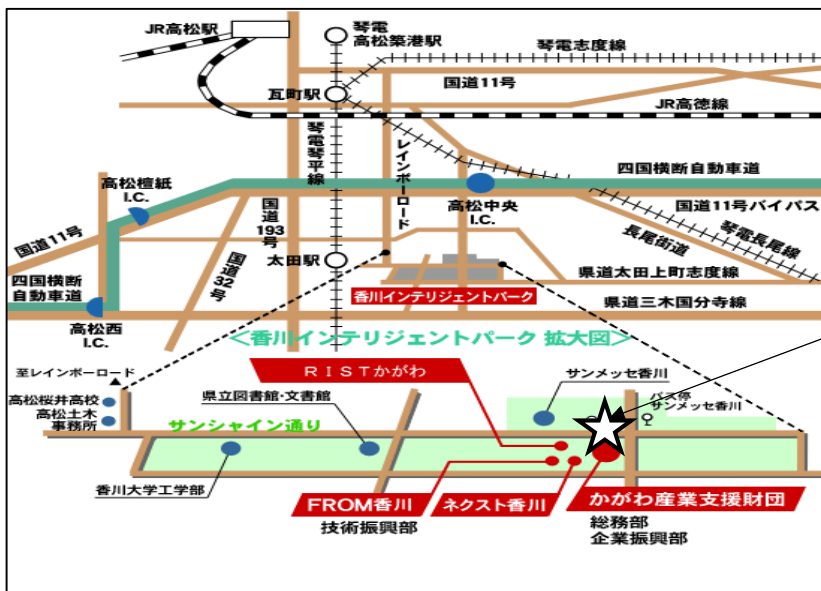 JR高松駅
琴電
高松築港駅
琴電志度線
国道11号
瓦町駅
JR高徳線
琴電琴平線
レインボーロード
四国横断自動車道
高松檀紙
I.C.
高松中央
I.C.
国道11号バイパス
国道11号
国道
193
号
琴電長尾線
長尾街道
国道32号
太田駅
県道太田上町志度線
四国横断
自動車道
香川インテリジェントパーク
県道三木国分寺線
高松西
I.C.
<香川インテリジェントパーク 拡大図>
至レインボーロード
RISTかがわ
サンメッセ香川
県立図書館・文書館
バス停
サンメッセ香川
高松桜井高校
高松土木
事務所
サンシャイン通り
香川大学工学部
FROM香川
ネクスト香川
かがわ産業支援財団
技術振興部
総務部
企業振興部